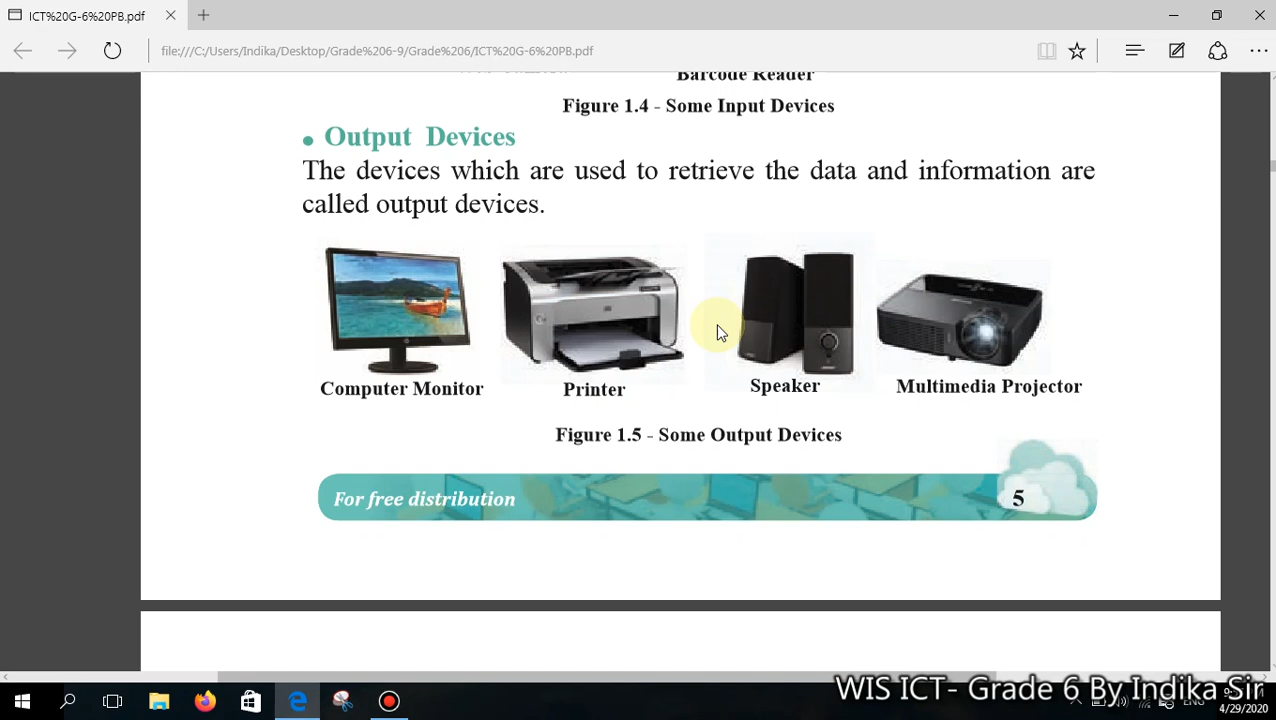 ICT%20G-6%20PB.pdf
file:///C:/Users/Indika/Desktop/Grade%206-9/Grade%206/ICT%20G-6%20PB.pdf
Barcode Reader
Figure 1.4 - Some Input Devices
• Output Devices
The devices which are used to retrieve the data and information are
called output devices.
Computer Monitor
Printer
Speaker
Multimedia Projector
Figure 1.5 - Some Output Devices
For free distribution
5
WIS ICT- Grade 6 By Indika Sir
ENG
4/29/2020